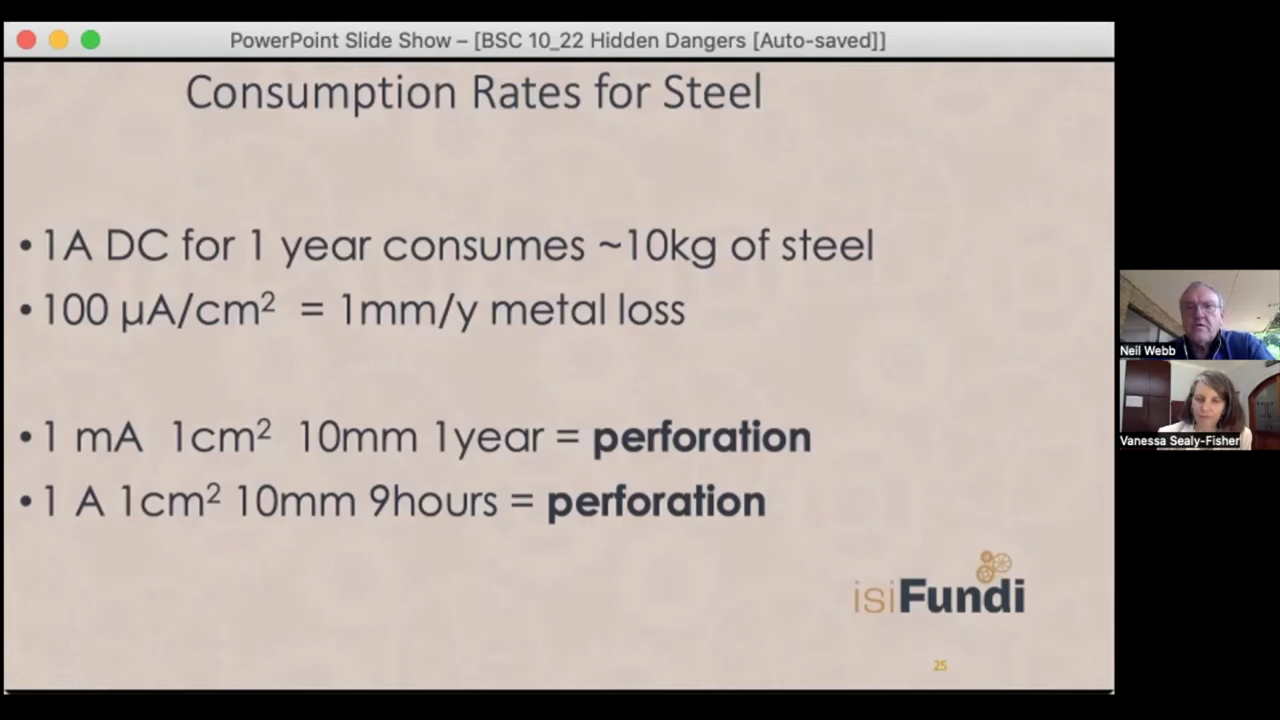 PowerPoint Slide Show – [BSC 10_22 Hidden Dangers [Auto-saved]]
Consumption Rates for Steel
• 1A DC for 1 year consumes ~10kg of steel
• 100 µA/cm² = 1mm/y metal loss
• 1 mA 1cm² 10mm 1year = perforation
• 1 A 1cm² 10mm 9hours = perforation
isiFundi
25
Neil Webb
Vanessa Sealy-Fisher